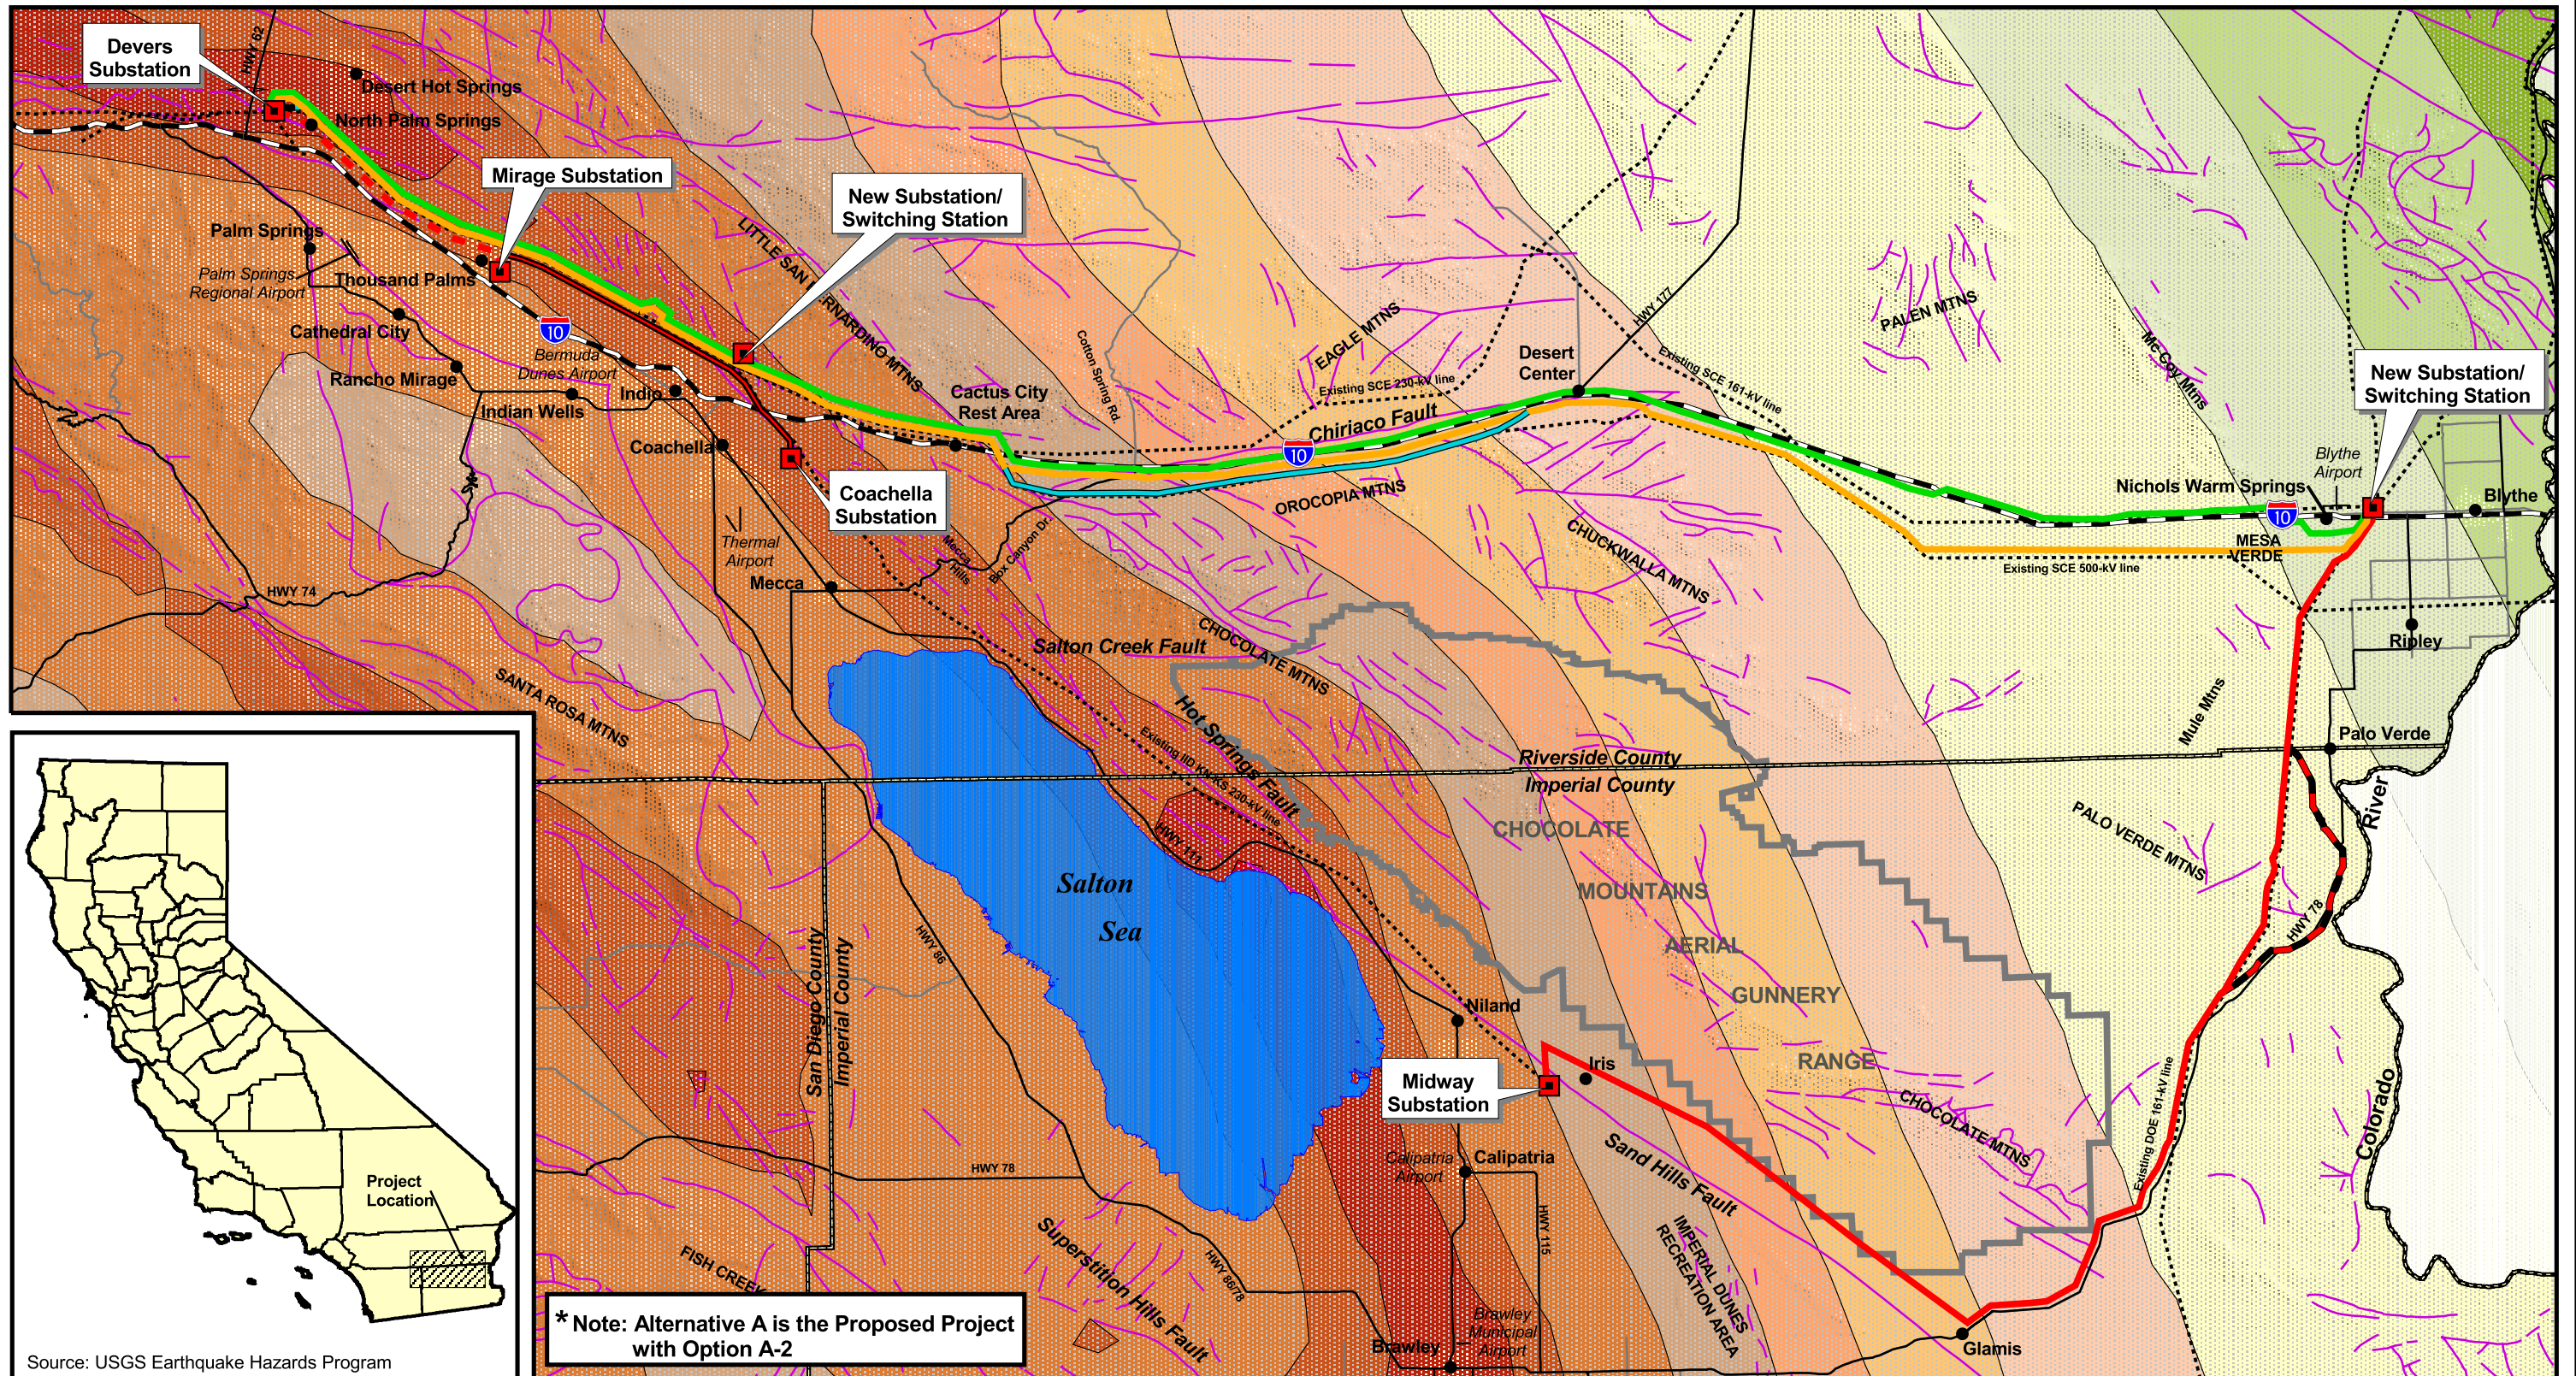 Devers
Substation
HWY 62
Desert Hot Springs
North Palm Springs
Mirage Substation
New Substation/
Switching Station
Palm Springs
Palm Springs
Regional Airport
Thousand Palms
Cathedral City
10
Bermuda
Dunes Airport
Rancho Mirage
Indian Wells
Indio
Coachella
LITTLE SAN BERNARDINO MTNS
Cactus City
Rest Area
Cotton Spring Rd.
EAGLE MTNS
Existing SCE 230-kV line
Chiriaco Fault
10
Desert
Center
HWY 177
Existing SCE 161-kV line
PALEN MTNS
Mc Coy Mtns
New Substation/
Switching Station
Blythe
Airport
Nichols Warm Springs
10
Blythe
MESA
VERDE
Existing SCE 500-kV line
Ripley
Coachella
Substation
OROCOPIA MTNS
CHUCKWALLA MTNS
Thermal
Airport
Mecca
Mecca
Hills
Box Canyon Dr.
HWY 74
SANTA ROSA MTNS
Salton Creek Fault
CHOCOLATE MTNS
Hot Springs Fault
Existing IID KN-KS 230-kV line
Riverside County
Imperial County
Mule Mtns
Palo Verde
PALO VERDE MTNS
River
HWY 78
Colorado
CHOCOLATE
MOUNTAINS
AERIAL
GUNNERY
RANGE
HWY 111
Salton
Sea
HWY 86
San Diego County
Imperial County
Niland
Iris
Midway
Substation
Calipatria
Airport
Calipatria
HWY 78
HWY 115
Sand Hills Fault
CHOCOLATE MTNS
Existing DOE 161-kV line
IMPERIAL DUNES
RECREATION AREA
Superstition Hills Fault
HWY 86/78
FISH CREEK
Brawley
Municipal
Airport
Brawley
Glamis
Project
Location
Source: USGS Earthquake Hazards Program
* Note: Alternative A is the Proposed Project
with Option A-2